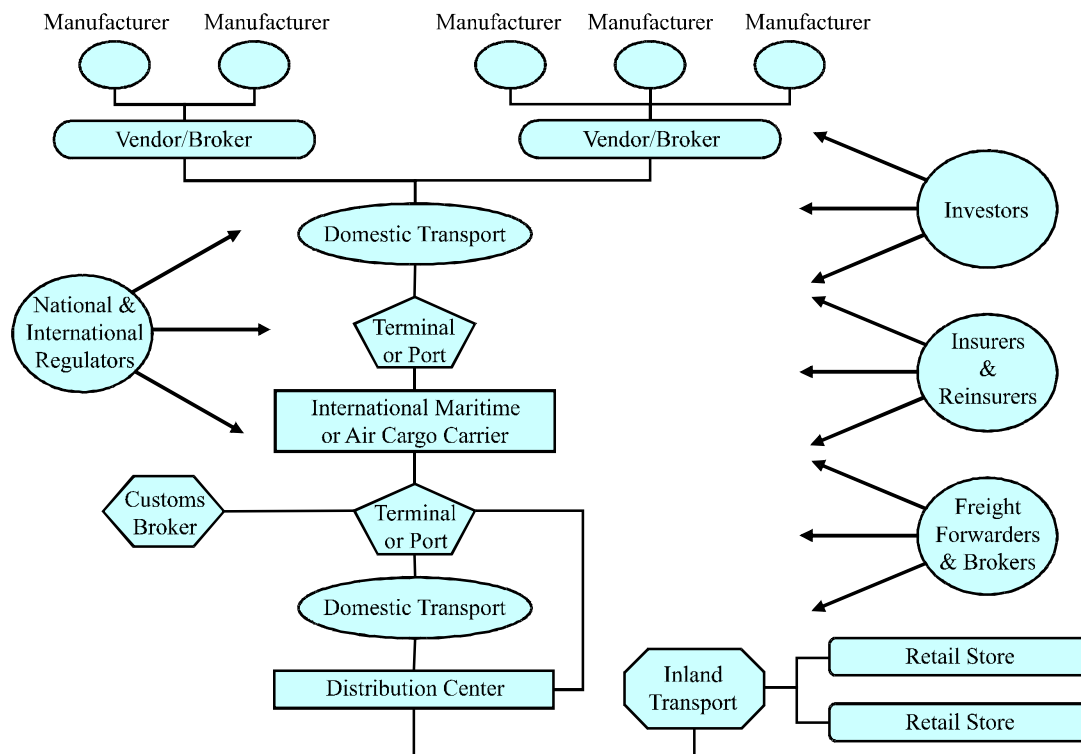 Manufacturer
Manufacturer
Manufacturer
Manufacturer
Manufacturer
Vendor/Broker
Vendor/Broker
Investors
Domestic Transport
National &
International
Regulators
Terminal
or Port
Insurers
&
Reinsurers
International Maritime
or Air Cargo Carrier
Customs
Broker
Terminal
or Port
Freight
Forwarders
& Brokers
Domestic Transport
Distribution Center
Inland
Transport
Retail Store
Retail Store